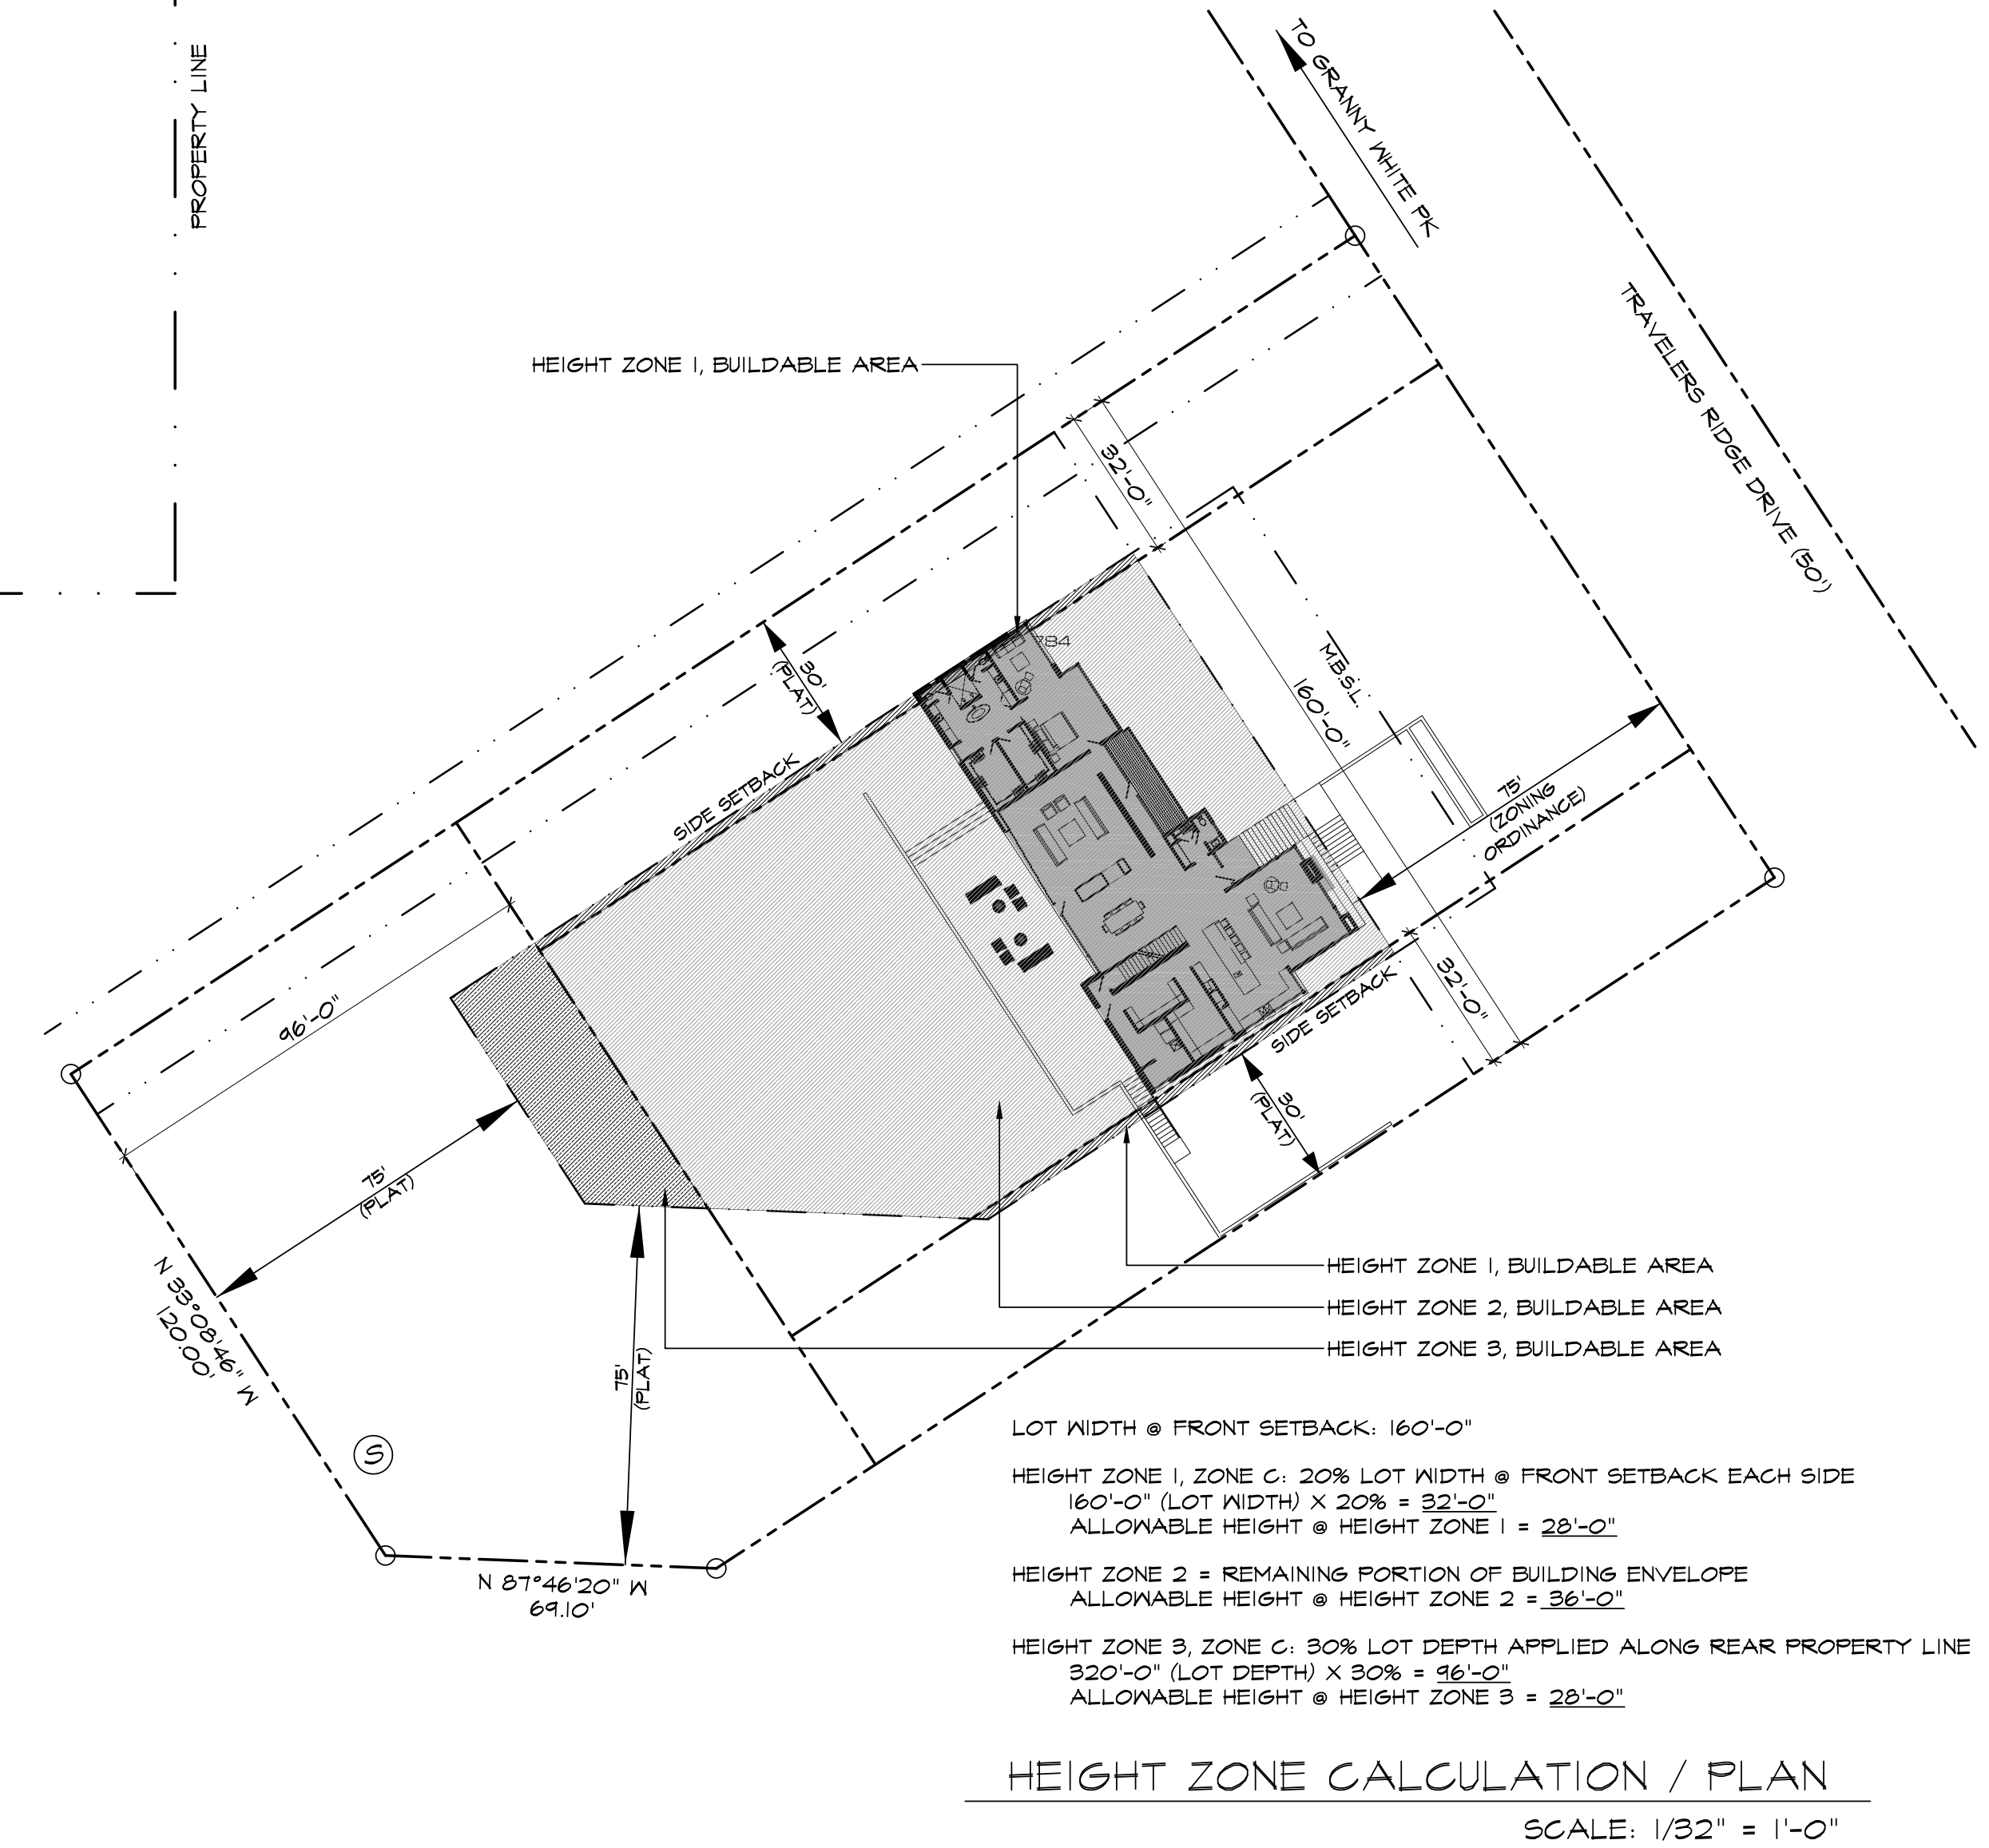 PROPERTY LINE
TO GRANNY WHITE PK
TRAVELERS RIDGE DRIVE (50')
HEIGHT ZONE 1, BUILDABLE AREA
32'-0"
784
30'
(PLAT)
SIDE SETBACK
M.B.S.L.
160'-0"
75'
(ZONING
ORDINANCE)
96'-0"
32'-0"
SIDE SETBACK
30'
(PLAT)
75'
(PLAT)
75'
(PLAT)
N 33°08'46" W
120.00'
S
N 87°46'20" W
69.10'
HEIGHT ZONE 1, BUILDABLE AREA
HEIGHT ZONE 2, BUILDABLE AREA
HEIGHT ZONE 3, BUILDABLE AREA
LOT WIDTH @ FRONT SETBACK: 160'-0"
HEIGHT ZONE 1, ZONE C: 20% LOT WIDTH @ FRONT SETBACK EACH SIDE
160'-0" (LOT WIDTH) X 20% = 32'-0"
ALLOWABLE HEIGHT @ HEIGHT ZONE 1 = 28'-0"
HEIGHT ZONE 2 = REMAINING PORTION OF BUILDING ENVELOPE
ALLOWABLE HEIGHT @ HEIGHT ZONE 2 = 36'-0"
HEIGHT ZONE 3, ZONE C: 30% LOT DEPTH APPLIED ALONG REAR PROPERTY LINE
320'-0" (LOT DEPTH) X 30% = 96'-0"
ALLOWABLE HEIGHT @ HEIGHT ZONE 3 = 28'-0"
HEIGHT ZONE CALCULATION / PLAN
SCALE: 1/32" = 1'-0"